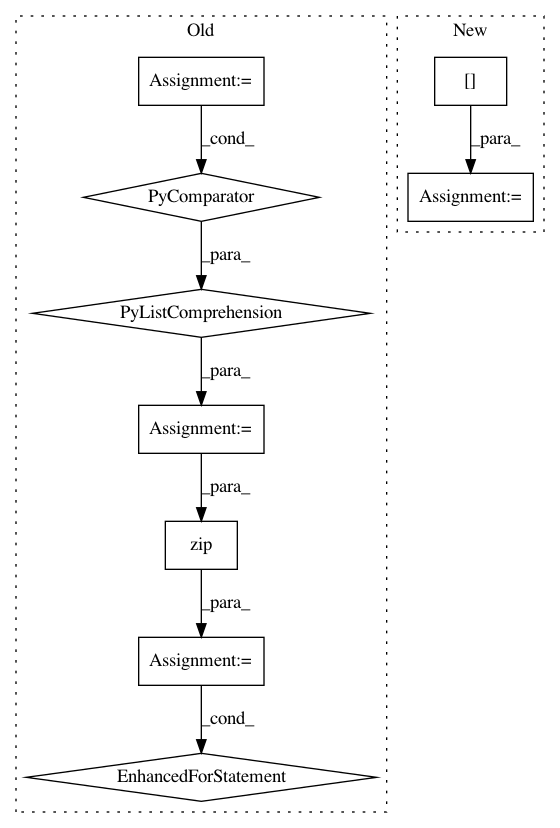 Old
Assignment:=
_cond_
PyComparator
_para_
PyListComprehension
_para_
Assignment:=
_para_
zip
_para_
Assignment:=
_cond_
EnhancedForStatement
New
[]
_para_
Assignment:=